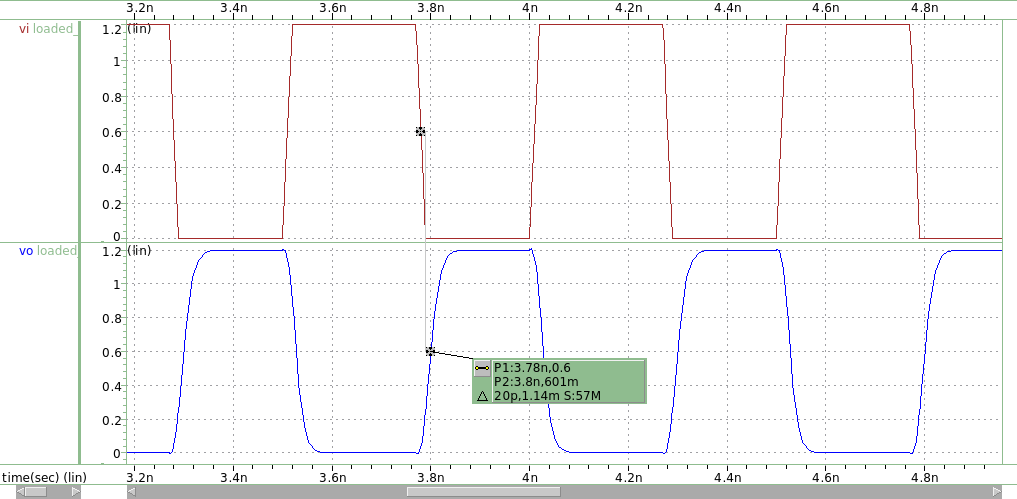 3.2n 3.4n 3.6n 3.8n 4n 4.2n 4.4n 4.6n 4.8n
vi loaded_
1.2 (lin)
1
0.8
0.6
0.4
0.2
0
vo loaded
1.2 (lin)
1
0.8
0.6
0.4
0.2
0
P1:3.78n,0.6
P2:3.8n,601m
△ 20p,1.14m S:57M
time(sec) (lin) 3.2n 3.4n 3.6n 3.8n 4n 4.2n 4.4n 4.6n 4.8n